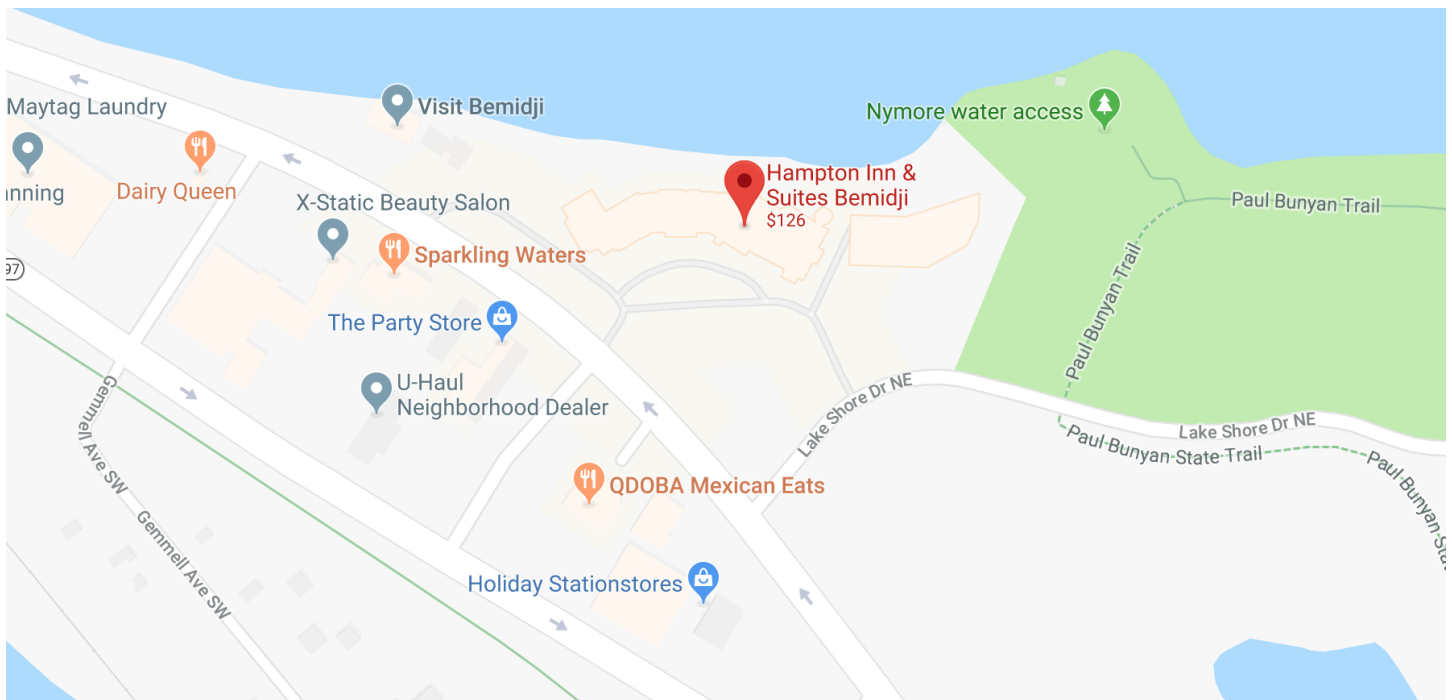 Maytag Laundry
Visit Bemidji
Nymore water access
Dairy Queen
anning
Hampton Inn &
Suites Bemidji
$126
X-Static Beauty Salon
Paul Bunyan Trail
Sparkling Waters
97
Paul Bunyan Trail
The Party Store
U-Haul
Neighborhood Dealer
Gemmell Ave SW
Lake Shore Dr NE
Lake Shore Dr NE
Paul Bunyan State Trail
Paul Bunyan Sta
QDOBA Mexican Eats
Gemmell Ave SW
Holiday Stationstores